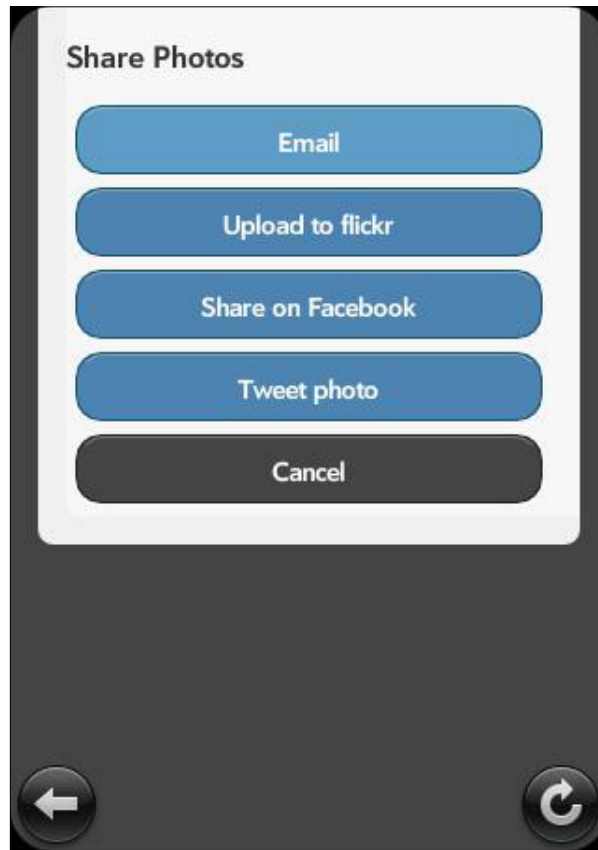 Share Photos
Email
Upload to flickr
Share on Facebook
Tweet photo
Cancel